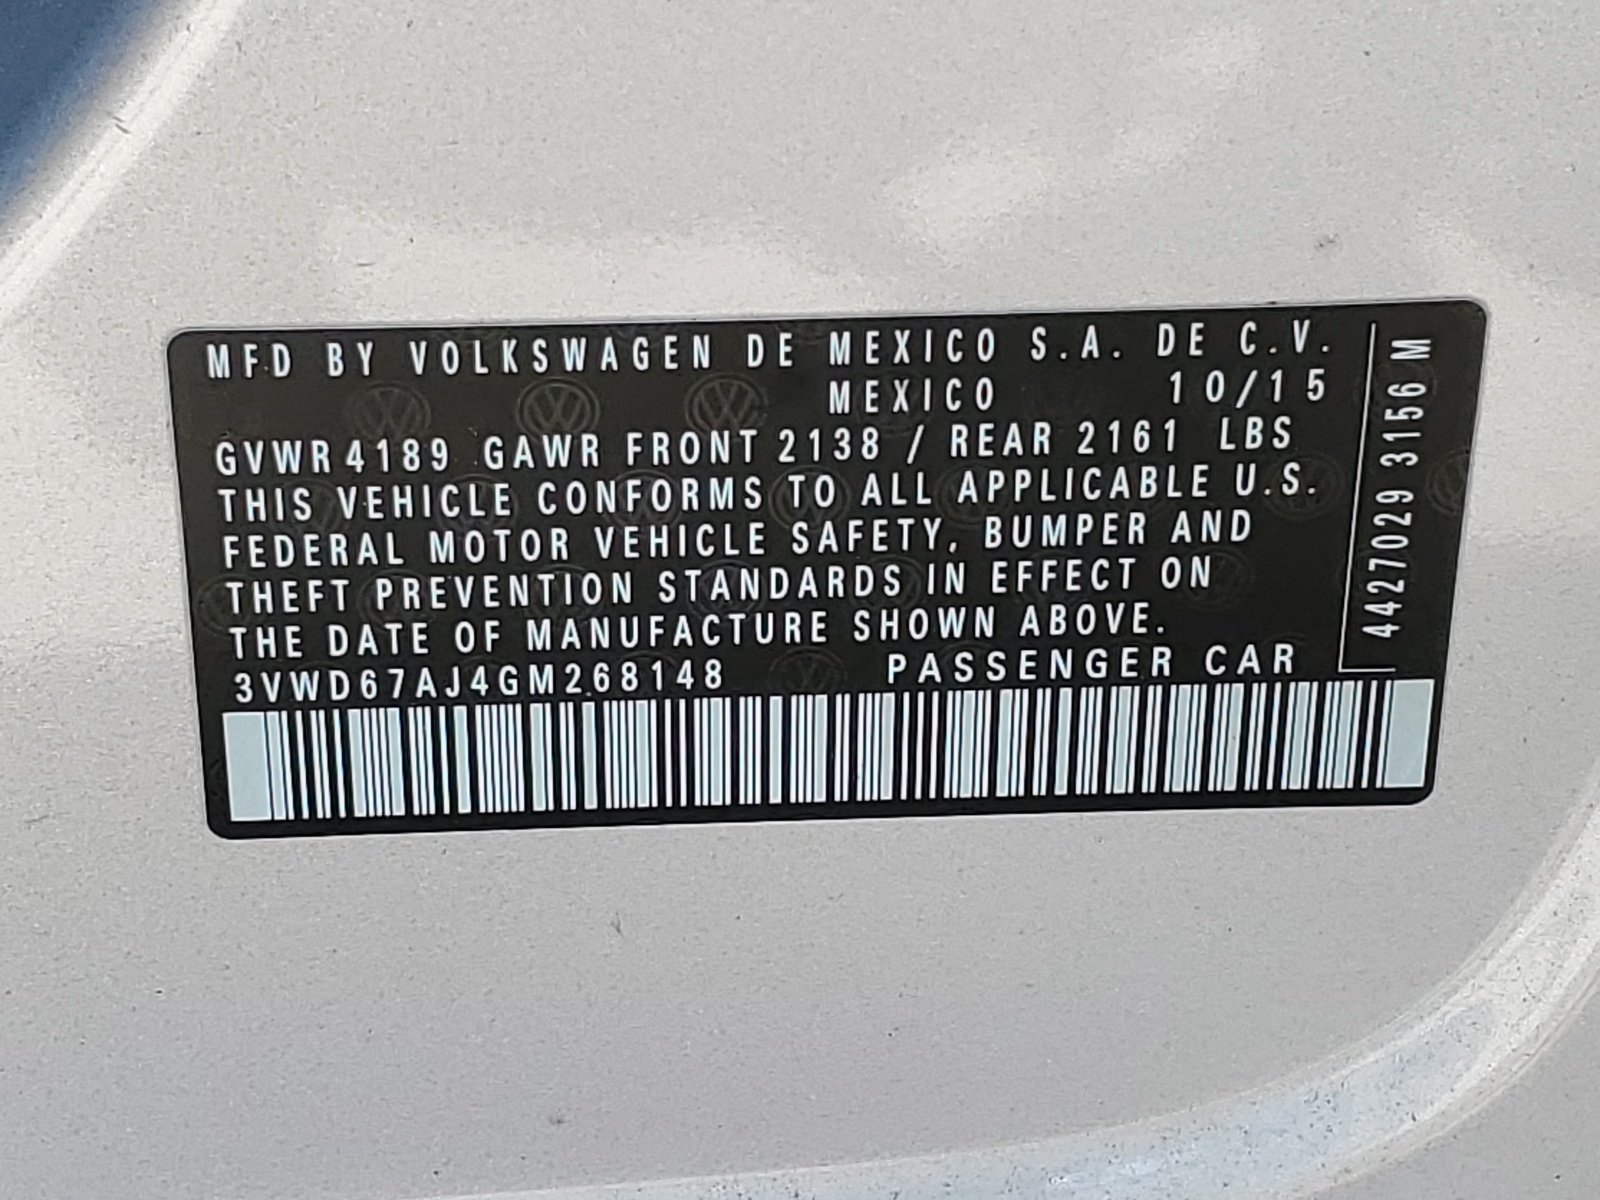 MFD BY VOLKSWAGEN DE MEXICO S.A. DE C.V.
MEXICO 10/15
GVWR 4189 GAWR FRONT 2138 / REAR 2161 LBS
THIS VEHICLE CONFORMS TO ALL APPLICABLE U.S.
FEDERAL MOTOR VEHICLE SAFETY, BUMPER AND
THEFT PREVENTION STANDARDS IN EFFECT ON
THE DATE OF MANUFACTURE SHOWN ABOVE.
3VWD67AJ4GM268148 PASSENGER CAR
4427029 3156 M